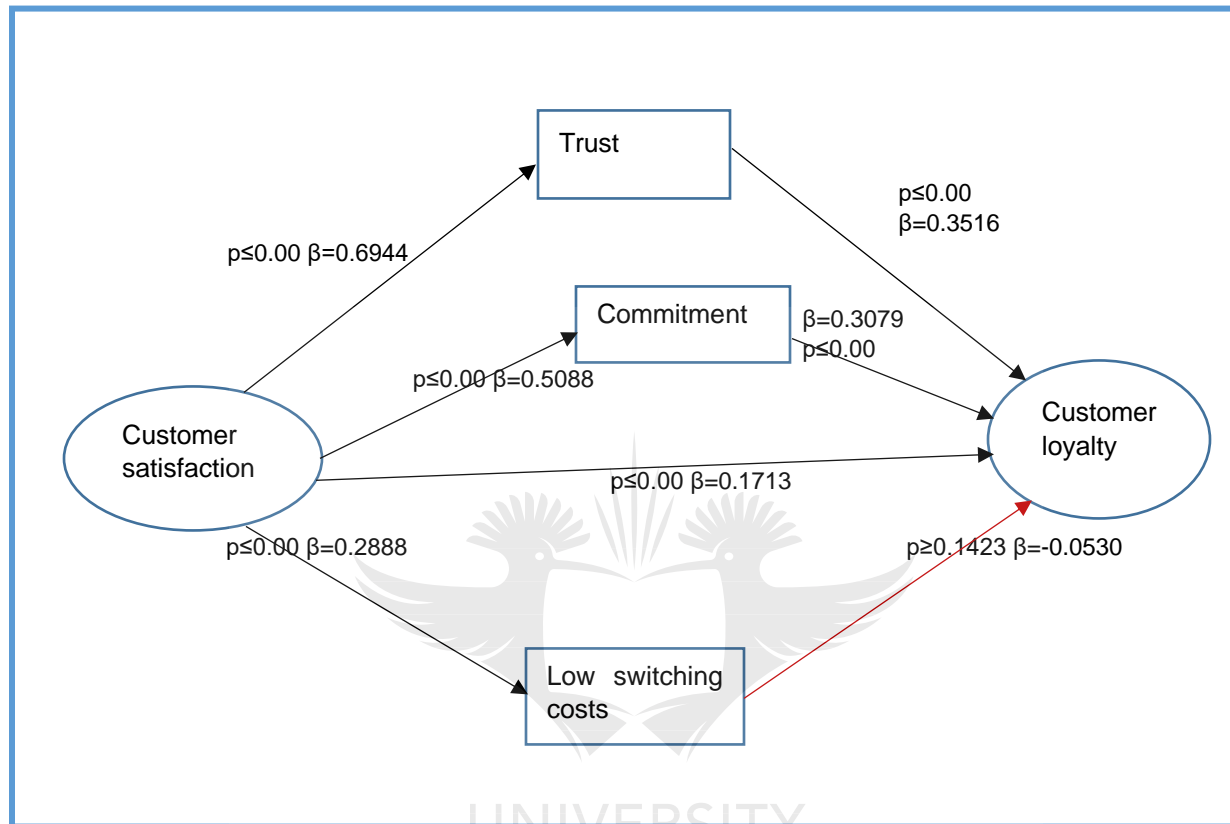 Trust
p≤0.00
β=0.3516
p≤0.00 β=0.6944
Commitment
β=0.3079
p≤0.00
p≤0.00 β=0.5088
Customer
satisfaction
Customer
loyalty
p≤0.00 β=0.1713
p≤0.00 β=0.2888
p≥0.1423 β=-0.0530
Low switching
costs
UNIVERSITY